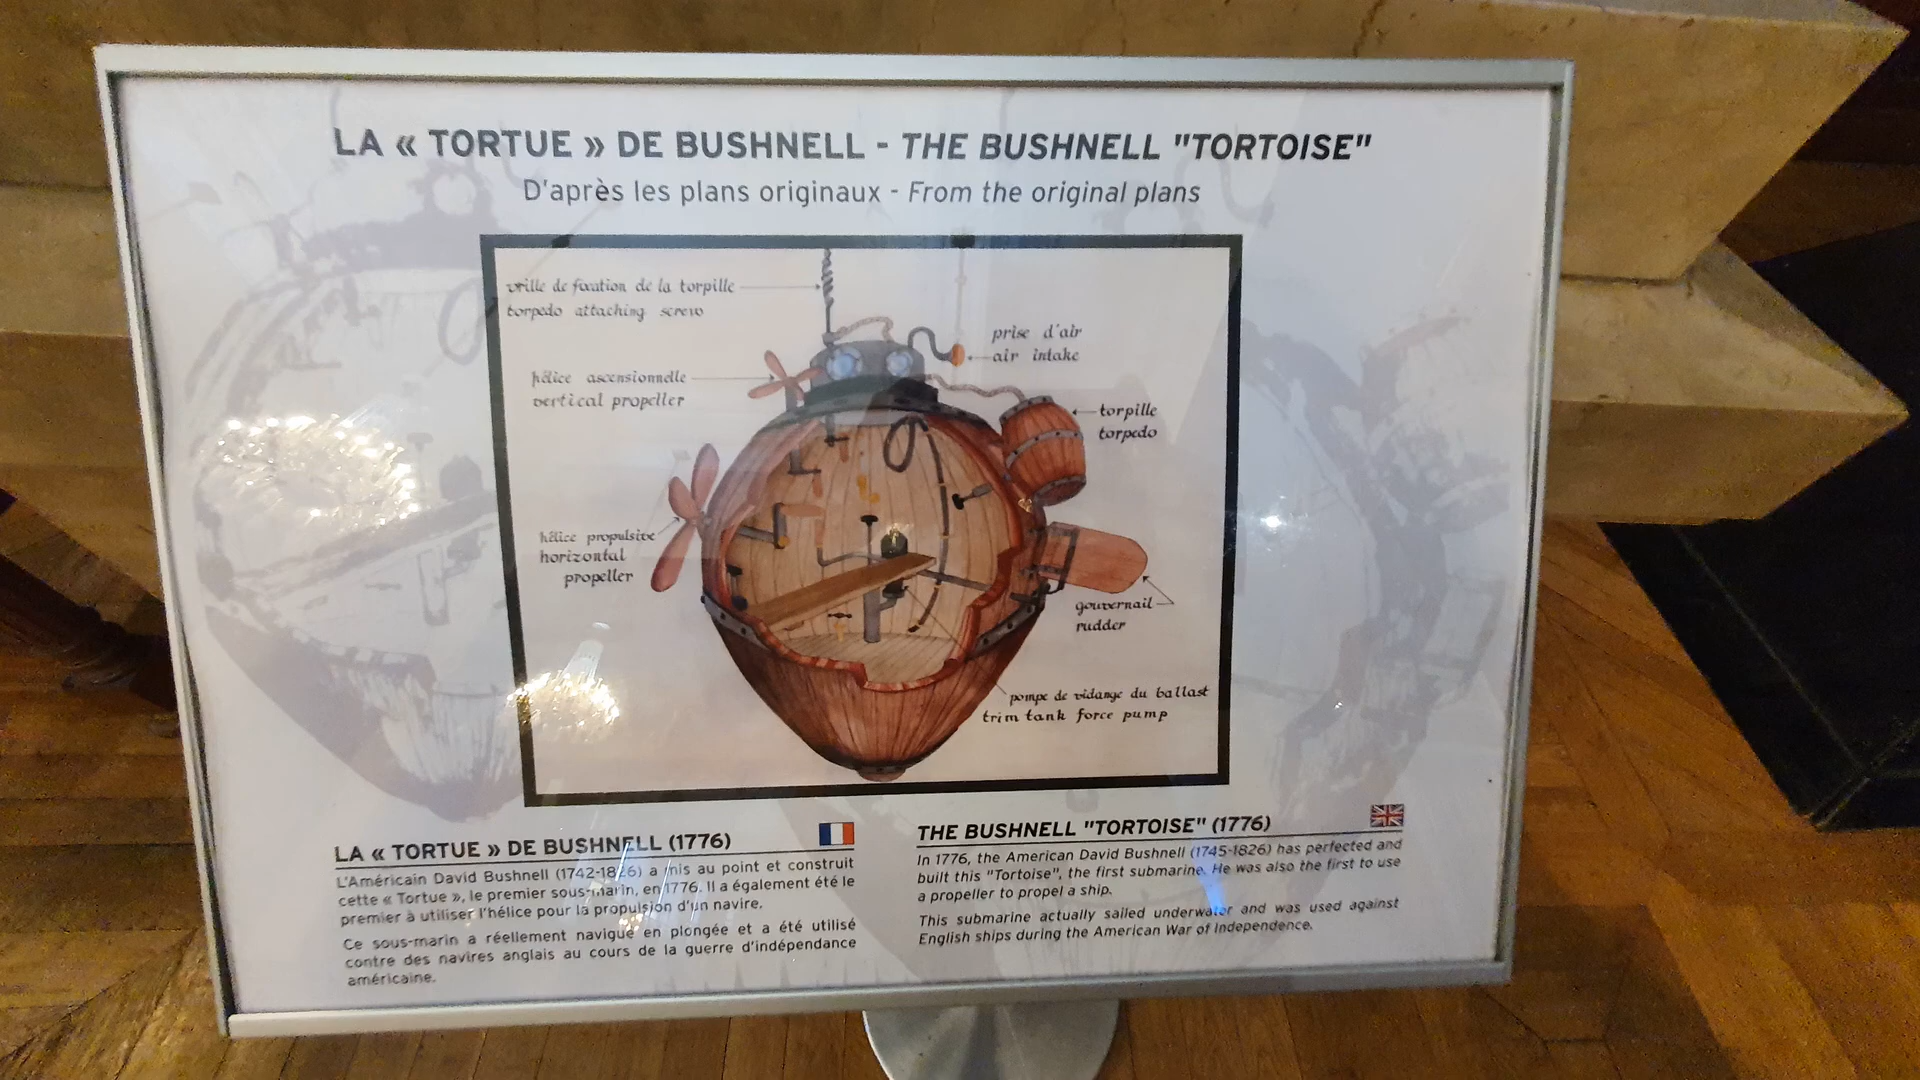 LA « TORTUE » DE BUSHNELL - THE BUSHNELL "TORTOISE"
D'après les plans originaux - From the original plans
vrille de fixation de la torpille
torpedo attaching screw
prise d'air
air intake
hélice ascensionnelle
vertical propeller
torpille
torpedo
hélice propulsive
horizontal
propeller
gouvernail
rudder
pompe de vidange du ballast
trim tank force pump
LA « TORTUE » DE BUSHNELL (1776)
L'Américain David Bushnell (1742-1826) a mis au point et construit
cette « Tortue », le premier sous-marin, en 1776. Il a également été le
premier à utiliser l'hélice pour la propulsion d'un navire.
Ce sous-marin a réellement navigué en plongée et a été utilisé
contre des navires anglais au cours de la guerre d'indépendance
américaine.
THE BUSHNELL "TORTOISE" (1776)
In 1776, the American David Bushnell (1745-1826) has perfected and
built this "Tortoise", the first submarine. He was also the first to use
a propeller to propel a ship.
This submarine actually sailed underwater and was used against
English ships during the American War of Independence.